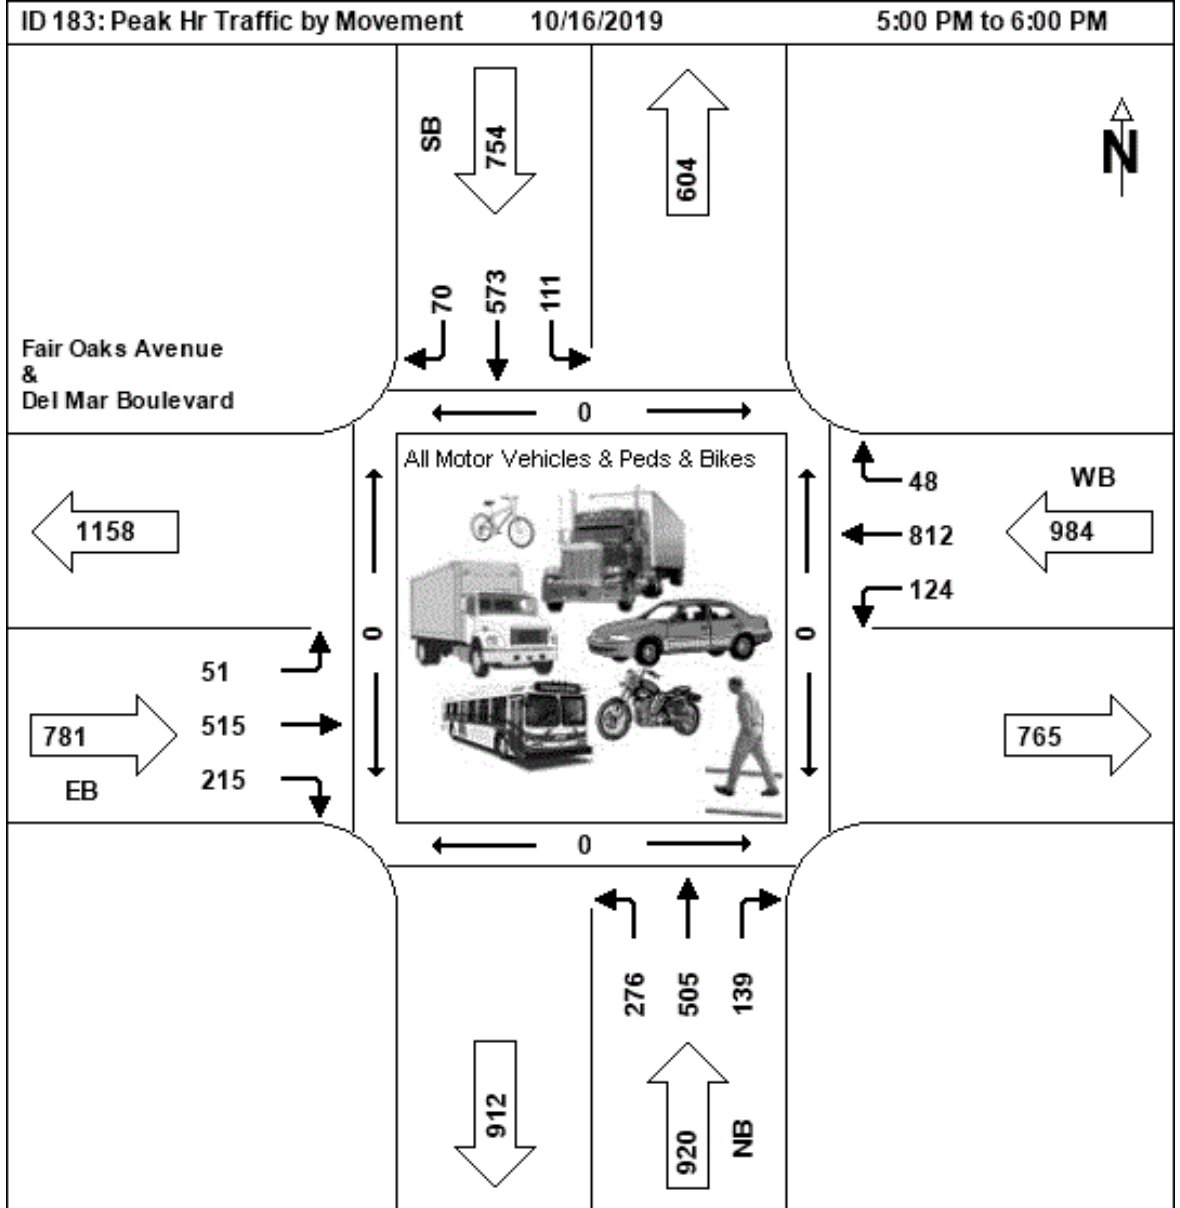 ID 183: Peak Hr Traffic by Movement 10/16/2019 5:00 PM to 6:00 PM
SB
754
604
N
70
573
111
Fair Oaks Avenue
&
Del Mar Boulevard
0
All Motor Vehicles & Peds & Bikes
1158
48
WB
812
984
124
0
0
51
781
515
765
215
EB
0
276
505
139
912
920
NB